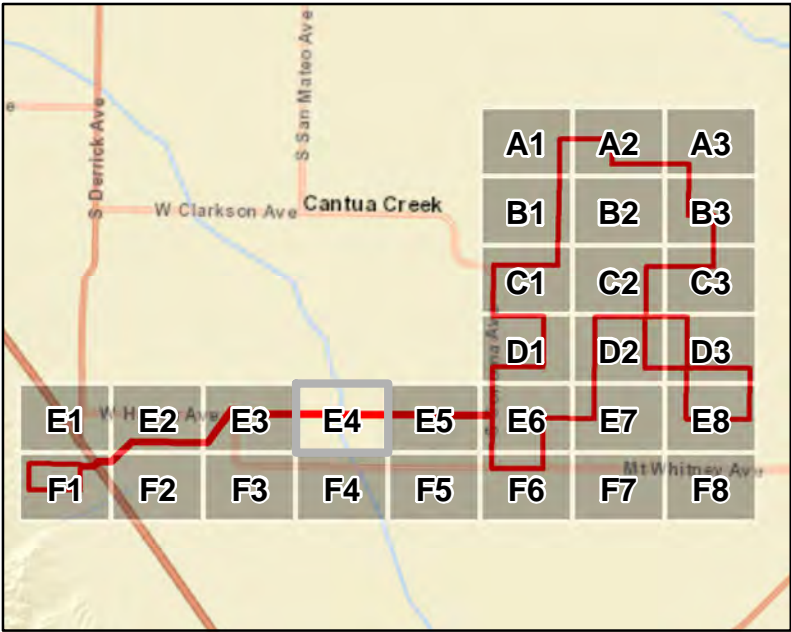 S San Mateo Ave
S Derrick Ave
e
W Clarkson Ave
Cantua Creek
A1 A2 A3
B1 B2 B3
C1 C2 C3
D1 D2 D3
E1 E2 E3 E4 E5 E6 E7 E8
F1 F2 F3 F4 F5 F6 F7 F8
Mt Whitney Ave